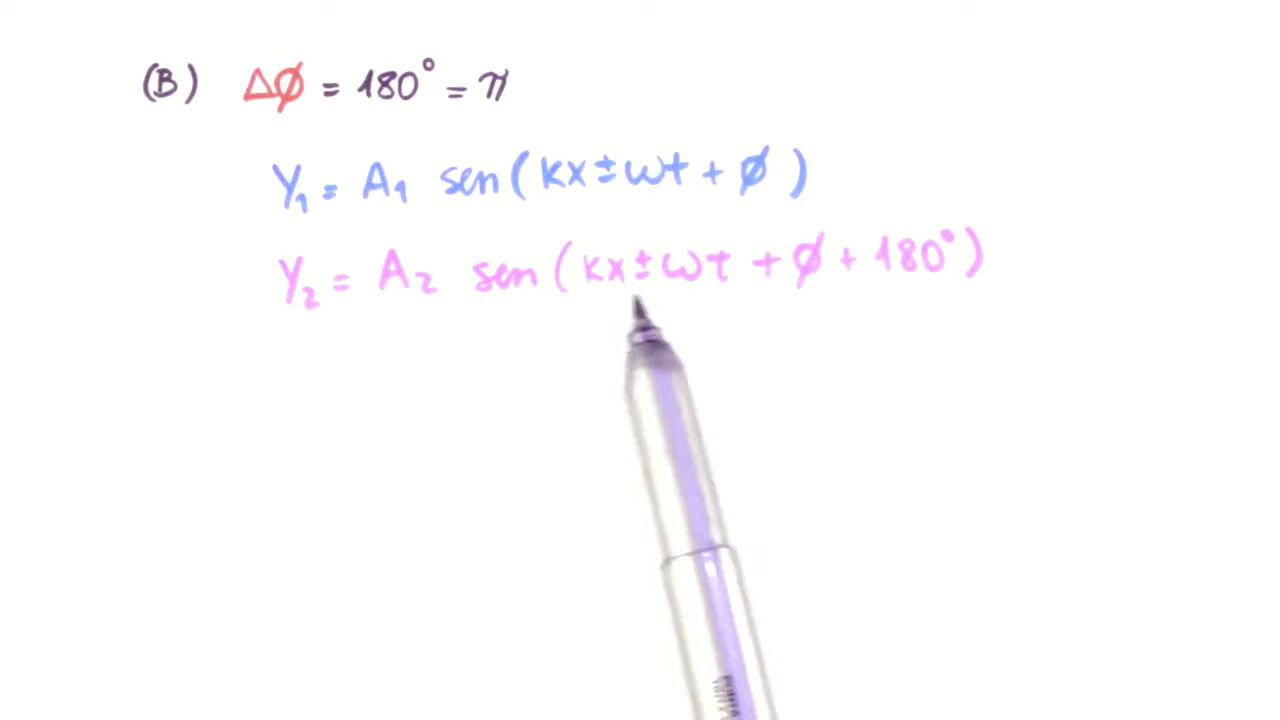 (B) Δø = 180° = π
Y₁ = A₁ sen(kx±ωt + ø)
Y₂ = A₂ sen(kx±ωt + ø + 180°)